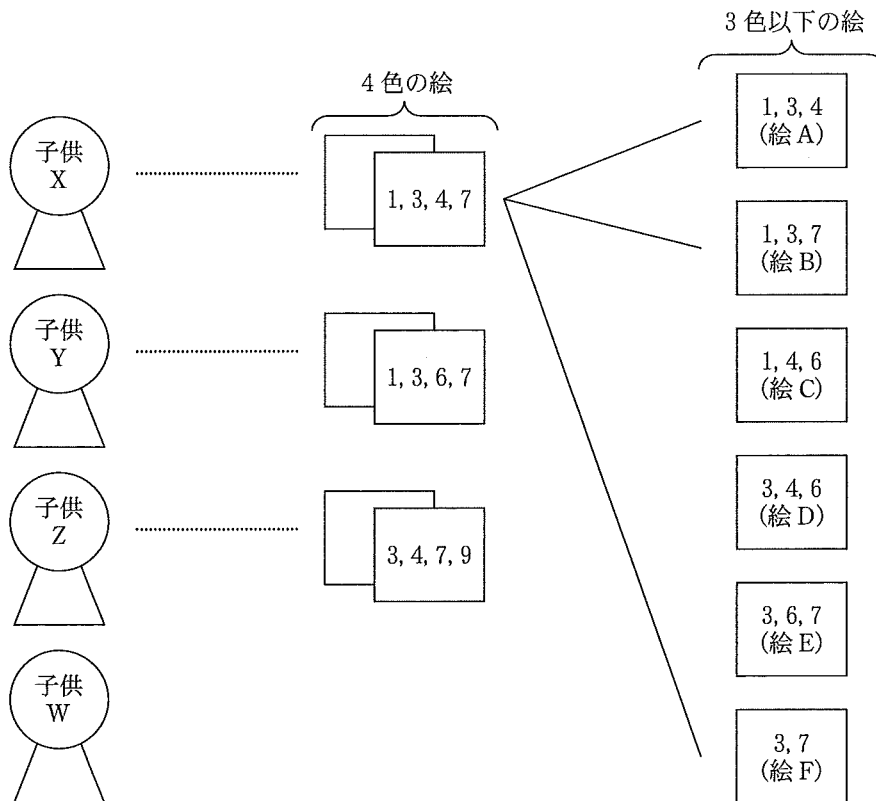 3色以下の絵
4色の絵
子供
X
1, 3, 4, 7
1, 3, 4
(絵A)
1, 3, 7
(絵B)
子供
Y
1, 3, 6, 7
1, 4, 6
(絵C)
子供
Z
3, 4, 7, 9
3, 4, 6
(絵D)
3, 6, 7
(絵E)
子供
W
3, 7
(絵F)